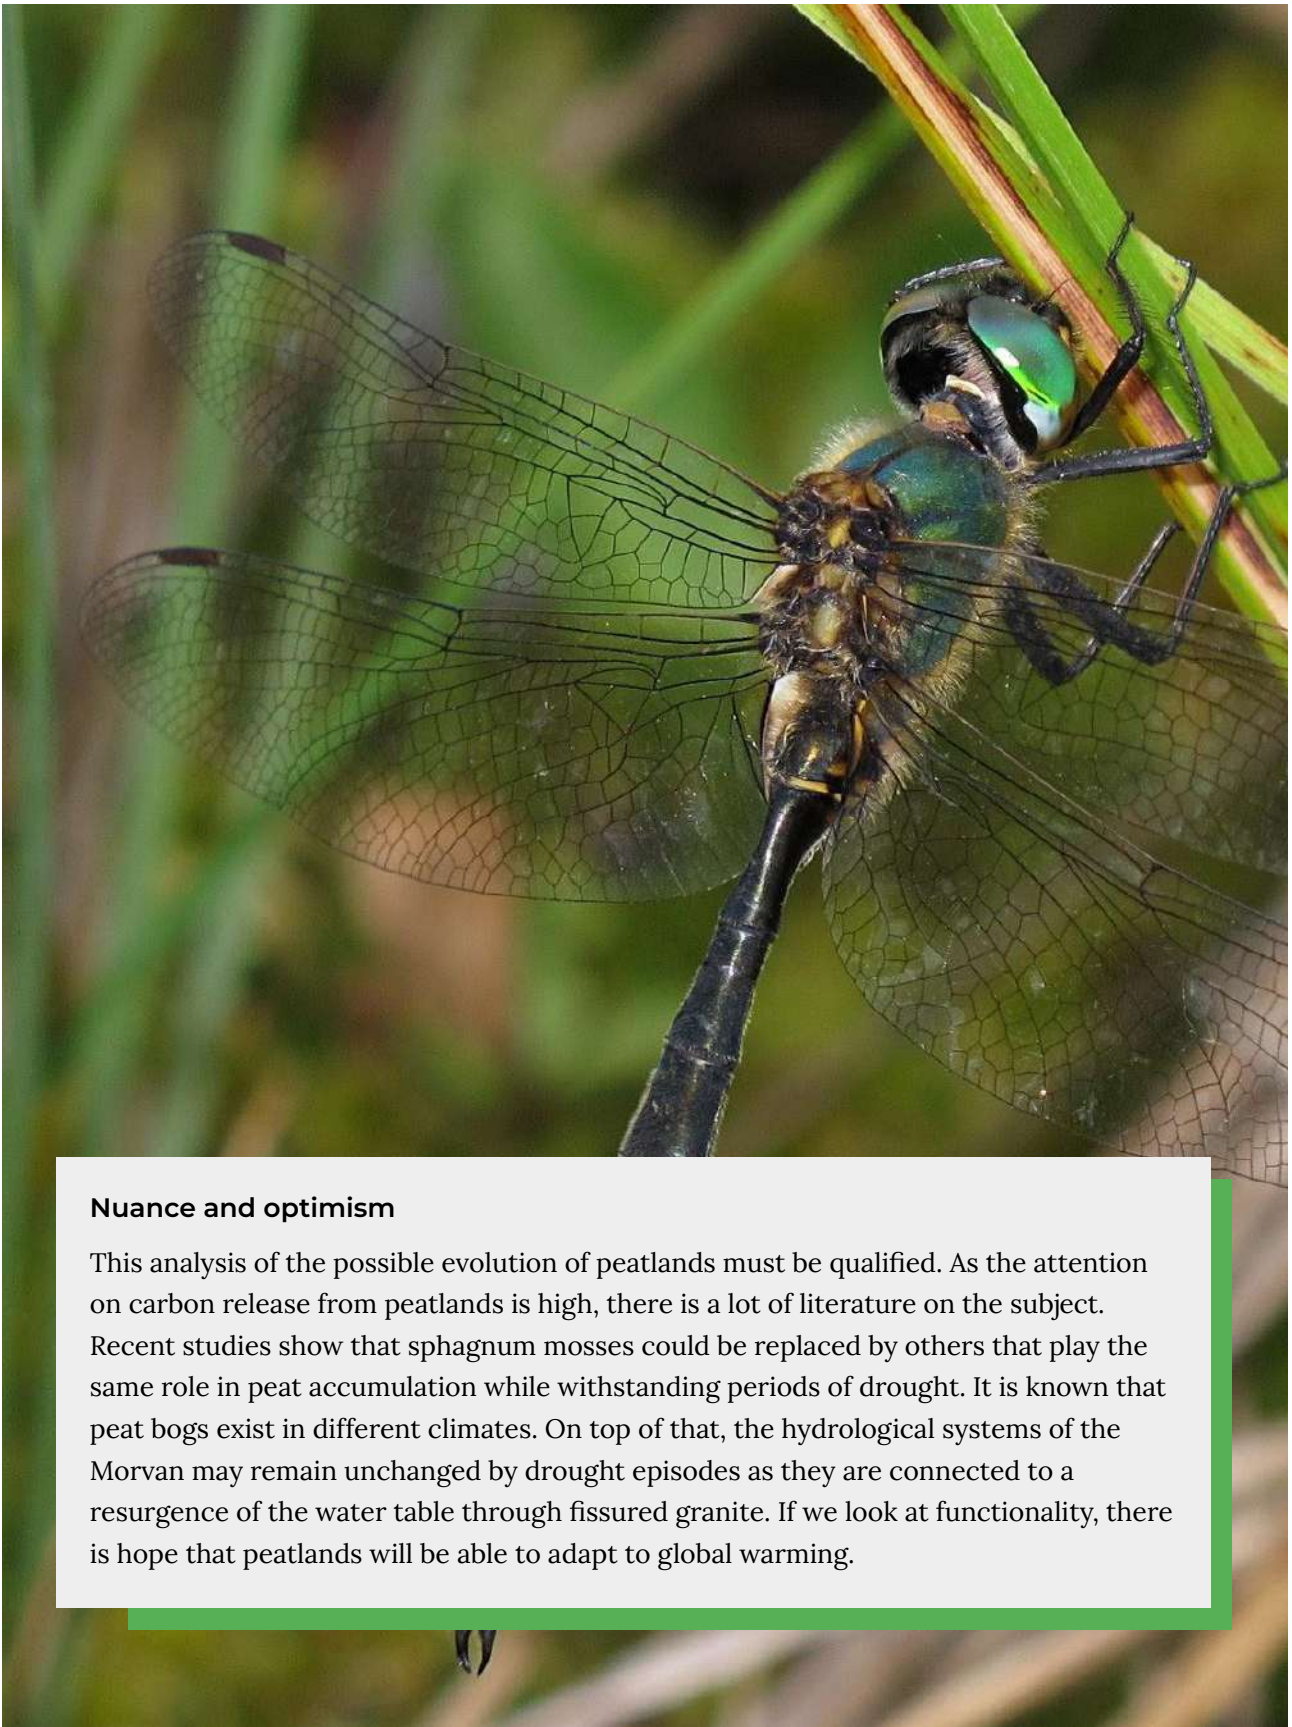 Nuance and optimism
This analysis of the possible evolution of peatlands must be qualified. As the attention
on carbon release from peatlands is high, there is a lot of literature on the subject.
Recent studies show that sphagnum mosses could be replaced by others that play the
same role in peat accumulation while withstanding periods of drought. It is known that
peat bogs exist in different climates. On top of that, the hydrological systems of the
Morvan may remain unchanged by drought episodes as they are connected to a
resurgence of the water table through fissured granite. If we look at functionality, there
is hope that peatlands will be able to adapt to global warming.